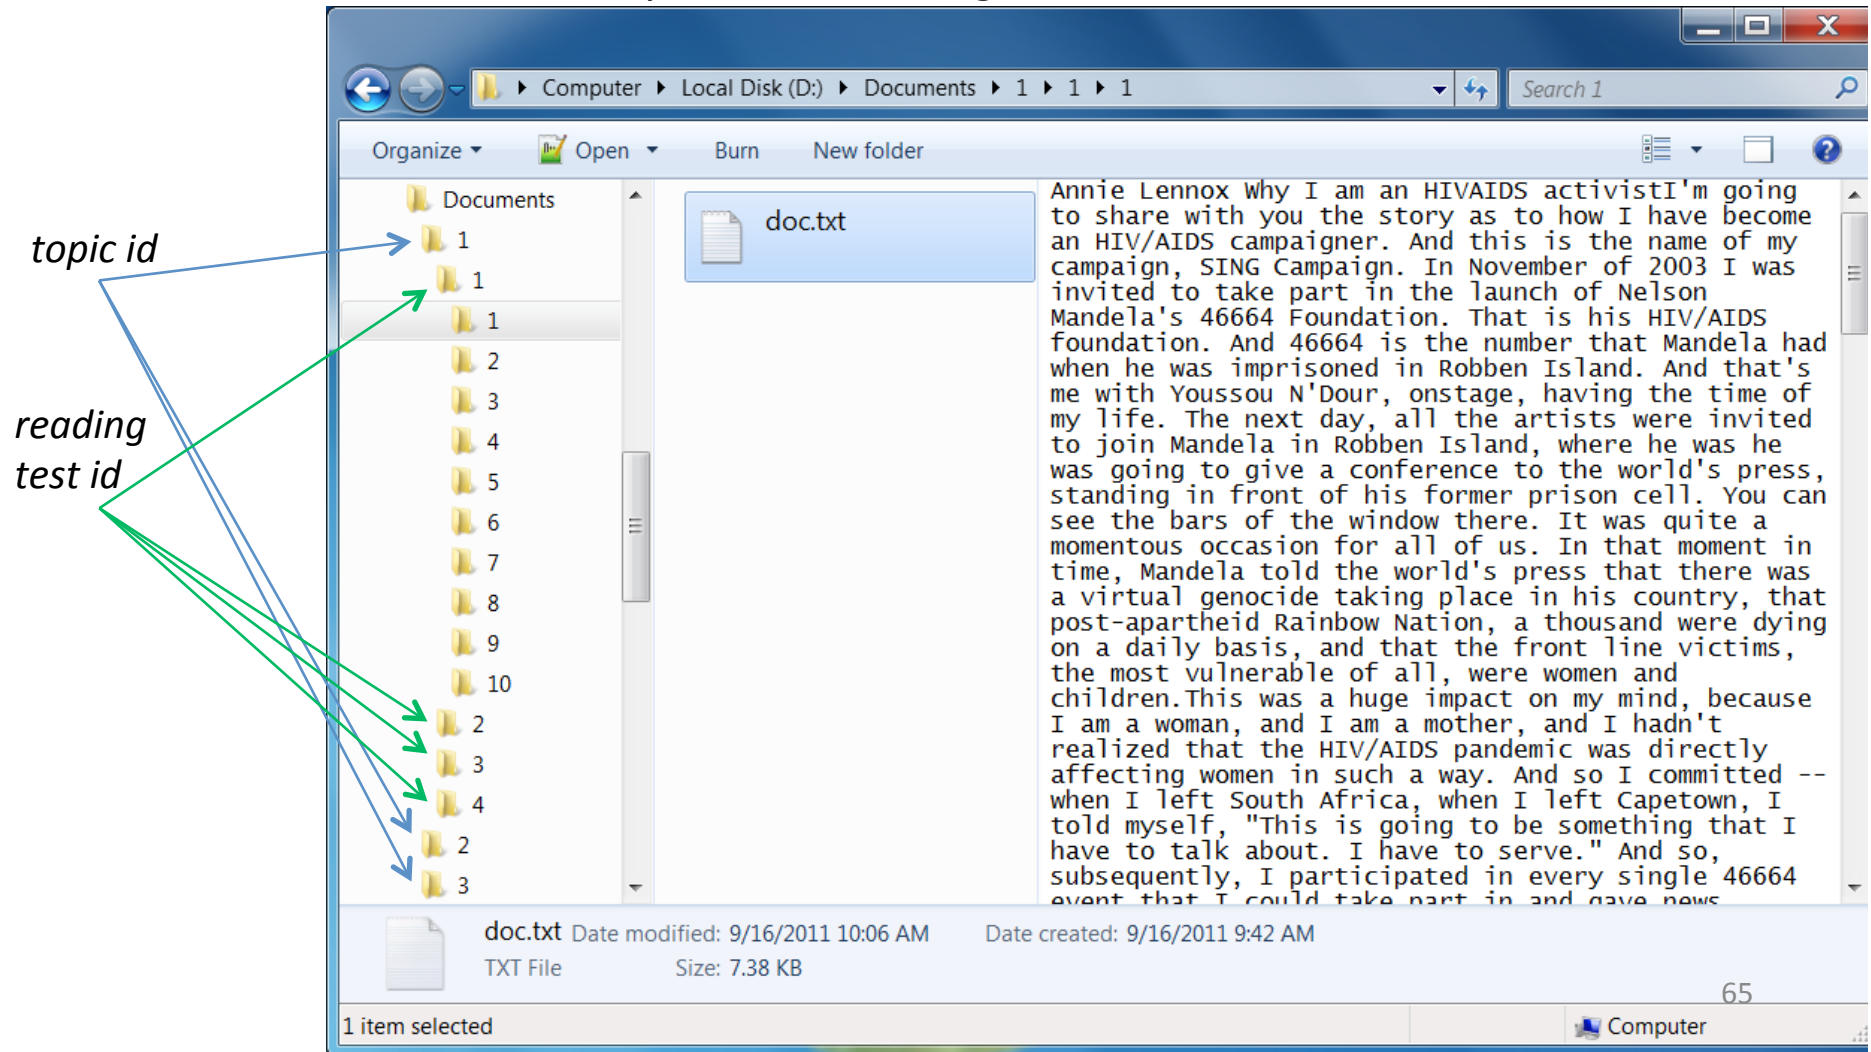 Computer Local Disk (D:) Documents 1 1 1
Search 1
Organize Open Burn New folder
topic id
reading
test id
Documents
1
1
1
2
3
4
5
6
7
8
9
10
2
3
4
2
3
doc.txt
Annie Lennox Why I am an HIVAIDS activistI'm going
to share with you the story as to how I have become
an HIV/AIDS campaigner. And this is the name of my
campaign, SING Campaign. In November of 2003 I was
invited to take part in the launch of Nelson
Mandela's 46664 Foundation. That is his HIV/AIDS
foundation. And 46664 is the number that Mandela had
when he was imprisoned in Robben Island. And that's
me with Youssou N'Dour, onstage, having the time of
my life. The next day, all the artists were invited
to join Mandela in Robben Island, where he was he
was going to give a conference to the world's press,
standing in front of his former prison cell. You can
see the bars of the window there. It was quite a
momentous occasion for all of us. In that moment in
time, Mandela told the world's press that there was
a virtual genocide taking place in his country, that
post-apartheid Rainbow Nation, a thousand were dying
on a daily basis, and that the front line victims,
the most vulnerable of all, were women and
children.This was a huge impact on my mind, because
I am a woman, and I am a mother, and I hadn't
realized that the HIV/AIDS pandemic was directly
affecting women in such a way. And so I committed --
when I left South Africa, when I left Capetown, I
told myself, "This is going to be something that I
have to talk about. I have to serve." And so,
subsequently, I participated in every single 46664
event that I could take part in and gave news
doc.txt Date modified: 9/16/2011 10:06 AM Date created: 9/16/2011 9:42 AM
TXT File Size: 7.38 KB
65
1 item selected Computer